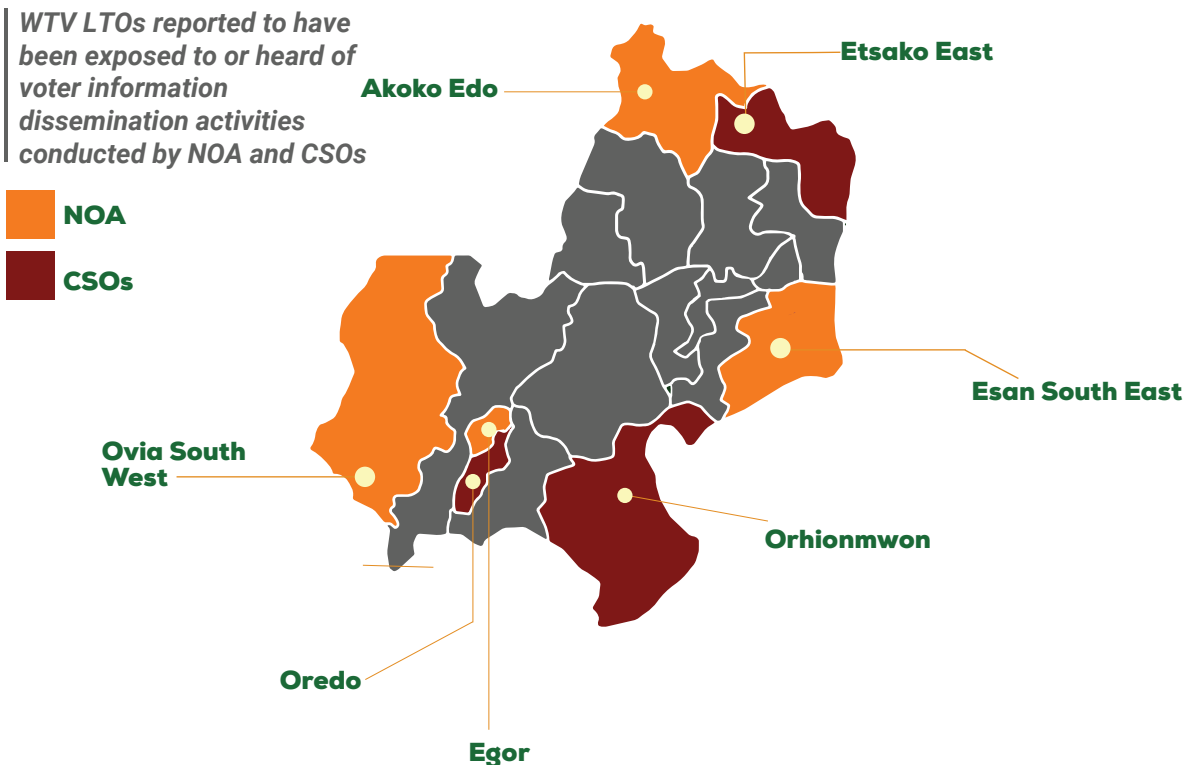 WTV LTOs reported to have
been exposed to or heard of
voter information
dissemination activities
conducted by NOA and CSOs
NOA
CSOs
Akoko Edo
Etsako East
Esan South East
Ovia South
West
Orhionmwon
Oredo
Egor